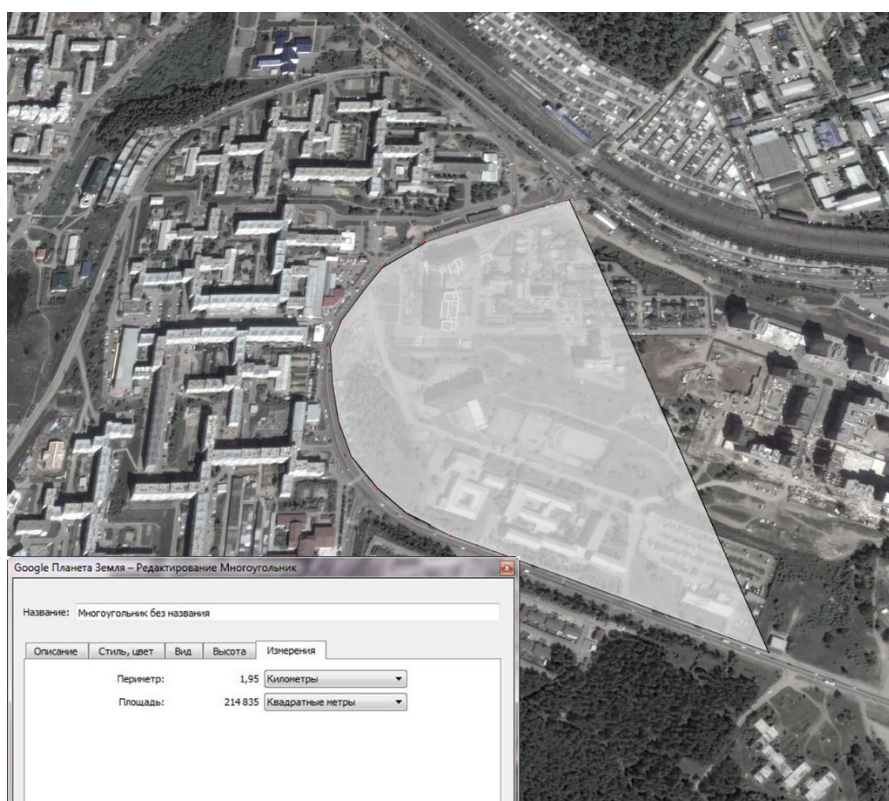 Google Планета Земля – Редактирование Многоугольник
Название: Многоугольник без названия
Описание Стиль, цвет Вид Высота Измерения
Периметр: 1,95 Километры
Площадь: 214 835 Квадратные метры